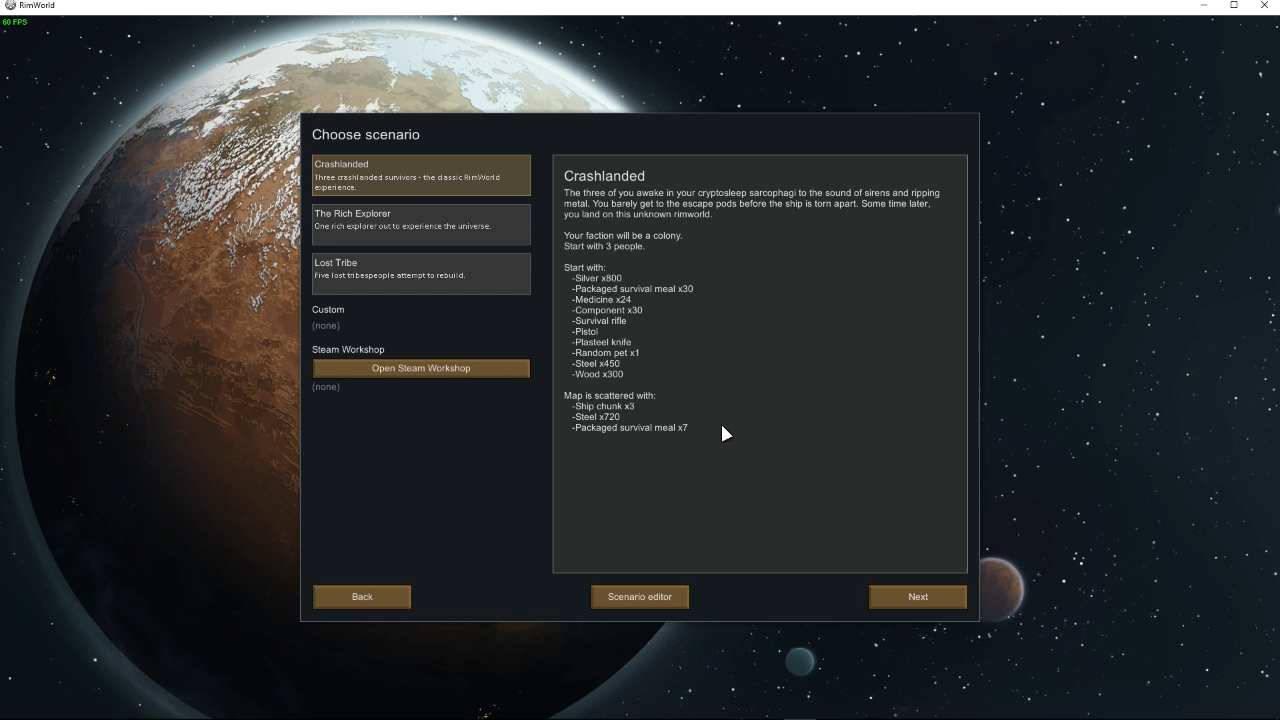 RimWorld
60 FPS
Choose scenario
Crashlanded
Three crashlanded survivors - the classic RimWorld
experience.
The Rich Explorer
One rich explorer out to experience the universe.
Lost Tribe
Five lost tribespeople attempt to rebuild.
Custom
(none)
Steam Workshop
Open Steam Workshop
(none)
Crashlanded
The three of you awake in your cryptosleep sarcophagi to the sound of sirens and ripping
metal. You barely get to the escape pods before the ship is torn apart. Some time later,
you land on this unknown rimworld.
Your faction will be a colony.
Start with 3 people.
Start with:
-Silver x800
-Packaged survival meal x30
-Medicine x24
-Component x30
-Survival rifle
-Pistol
-Plasteel knife
-Random pet x1
-Steel x450
-Wood x300
Map is scattered with:
-Ship chunk x3
-Steel x720
-Packaged survival meal x7
Back
Scenario editor
Next